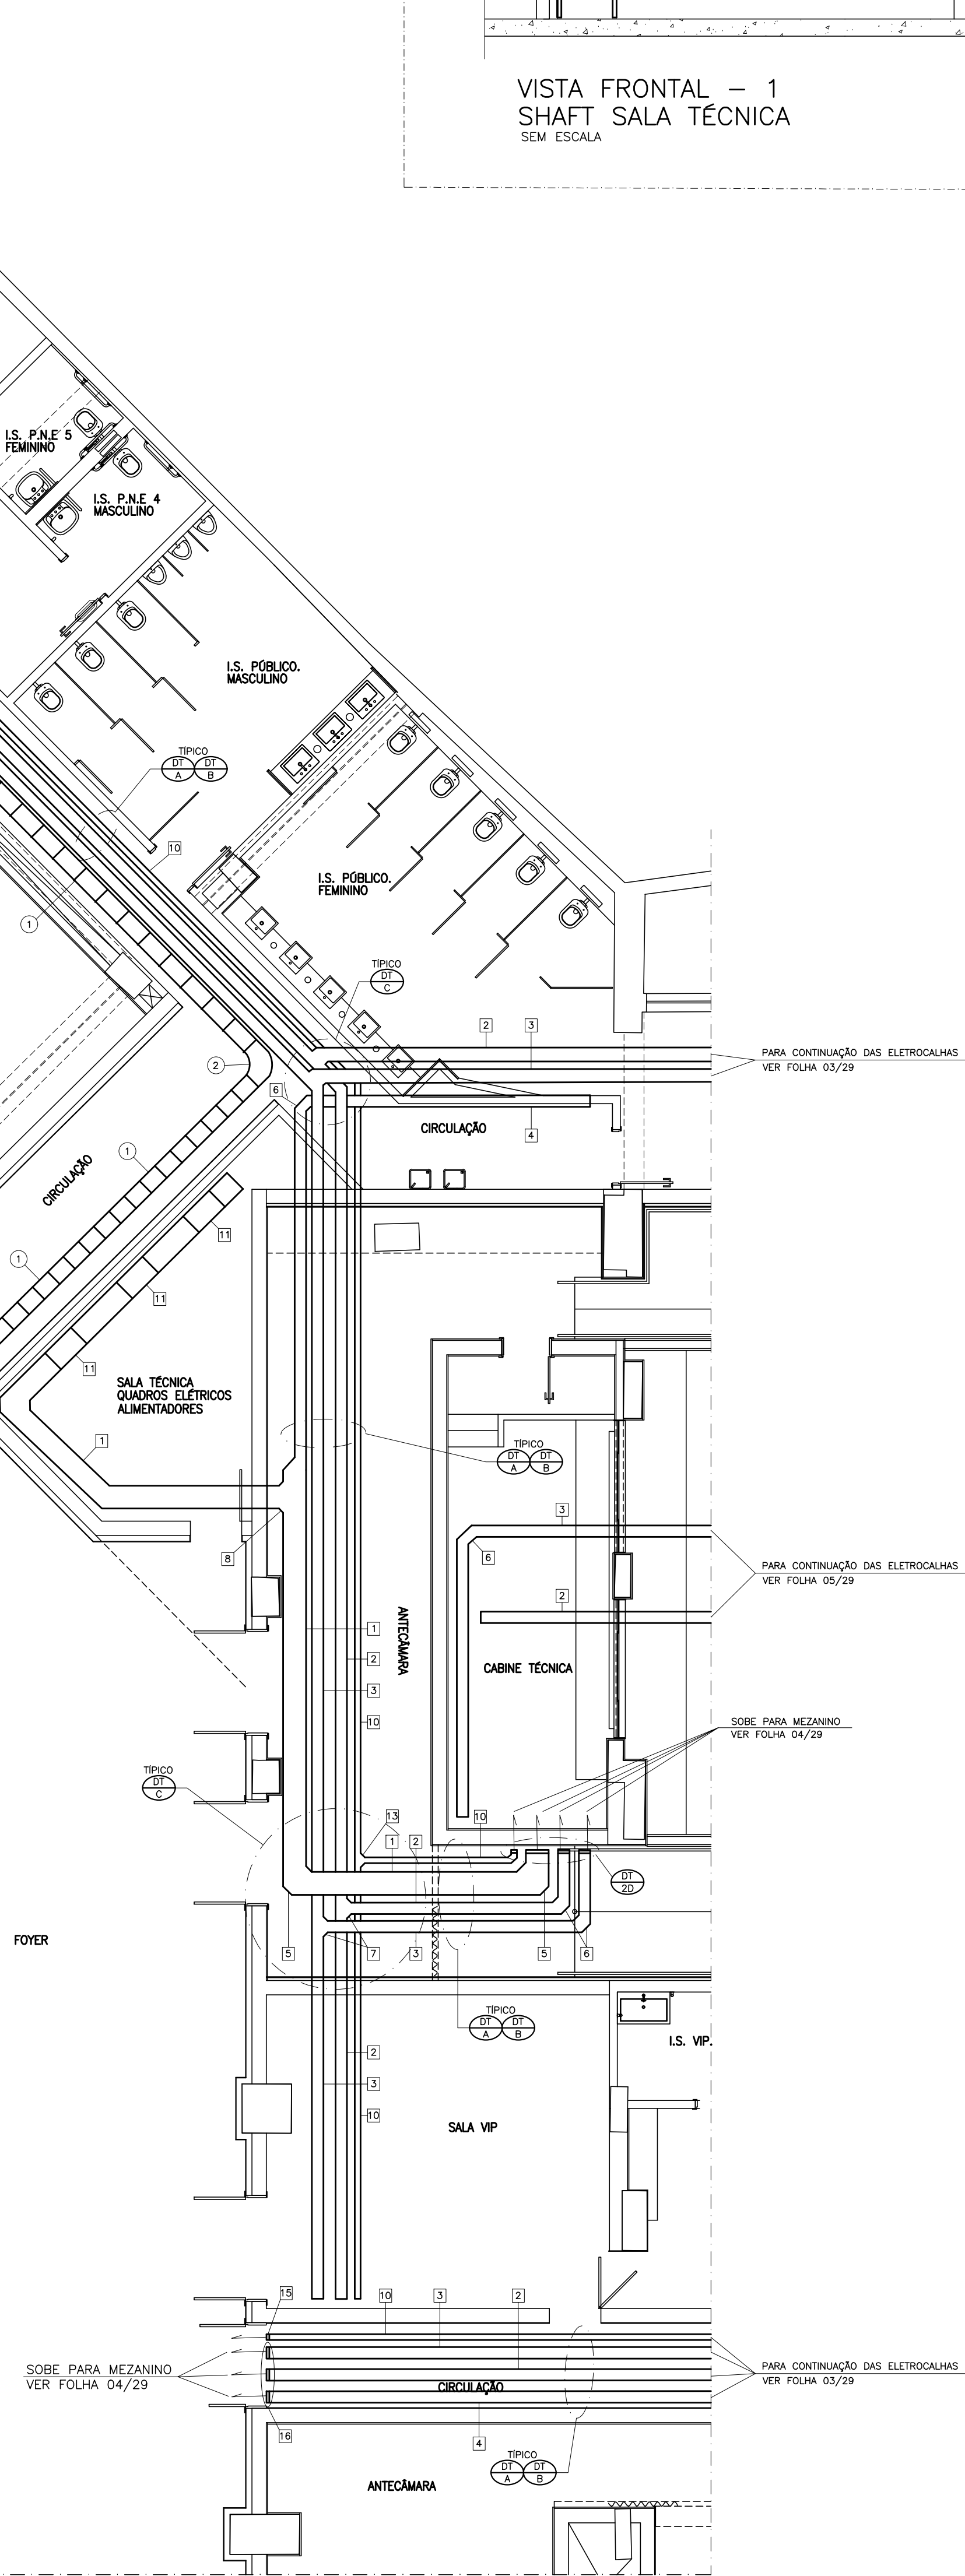 VISTA FRONTAL - 1
SHAFT SALA TÉCNICA
SEM ESCALA
I.S. P.N.E 5
FEMININO
I.S. P.N.E 4
MASCULINO
I.S. PÚBLICO.
MASCULINO
TÍPICO
DT DT
A B
10
1
I.S. PÚBLICO.
FEMININO
TÍPICO
DT
C
2
3
PARA CONTINUAÇÃO DAS ELETROCALHAS
VER FOLHA 03/29
2
6
4
CIRCULAÇÃO
1
CIRCULAÇÃO
11
1
11
11
SALA TÉCNICA
QUADROS ELÉTRICOS
ALIMENTADORES
1
TÍPICO
DT DT
A B
3
8
6
PARA CONTINUAÇÃO DAS ELETROCALHAS
VER FOLHA 05/29
2
1
ANTECÂMARA
2
CABINE TÉCNICA
3
10
SOBE PARA MEZANINO
VER FOLHA 04/29
TÍPICO
DT
C
13
10
1
2
DT
2D
FOYER
5
7
3
5
6
TÍPICO
DT DT
A B
I.S. VIP.
2
3
10
SALA VIP
15
10
3
2
SOBE PARA MEZANINO
VER FOLHA 04/29
PARA CONTINUAÇÃO DAS ELETROCALHAS
VER FOLHA 03/29
CIRCULAÇÃO
16
4
TÍPICO
DT DT
A B
ANTECÂMARA